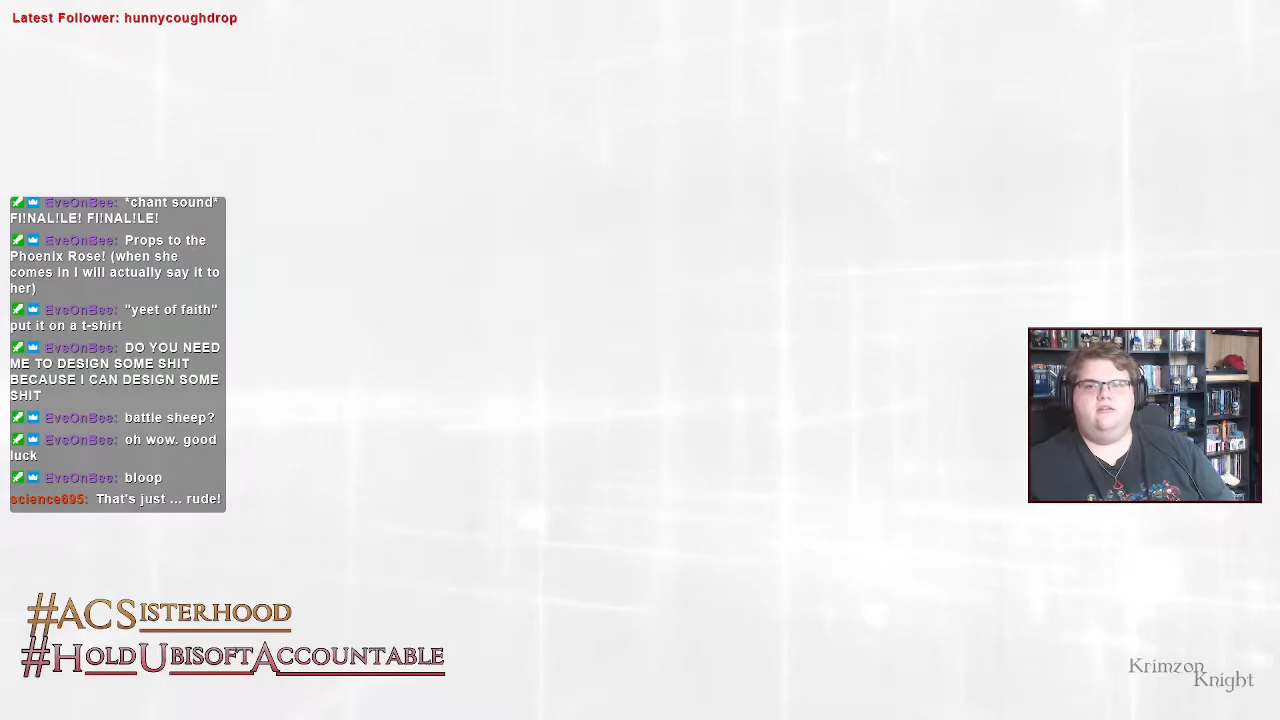 Latest Follower: hunnycoughdrop
EveOnBee: *chant sound*
FI!NAL!LE! FI!NAL!LE!
EveOnBee: Props to the
Phoenix Rose! (when she
comes in I will actually say it to
her)
EveOnBee: "yeet of faith"
put it on a t-shirt
EveOnBee: DO YOU NEED
ME TO DESIGN SOME SHIT
BECAUSE I CAN DESIGN SOME
SHIT
EveOnBee: battle sheep?
EveOnBee: oh wow. good
luck
EveOnBee: bloop
science695: That's just ... rude!
#ACSISTERHOOD
#HOLDUBISOFTACCOUNTABLE
Krimzon
Knight